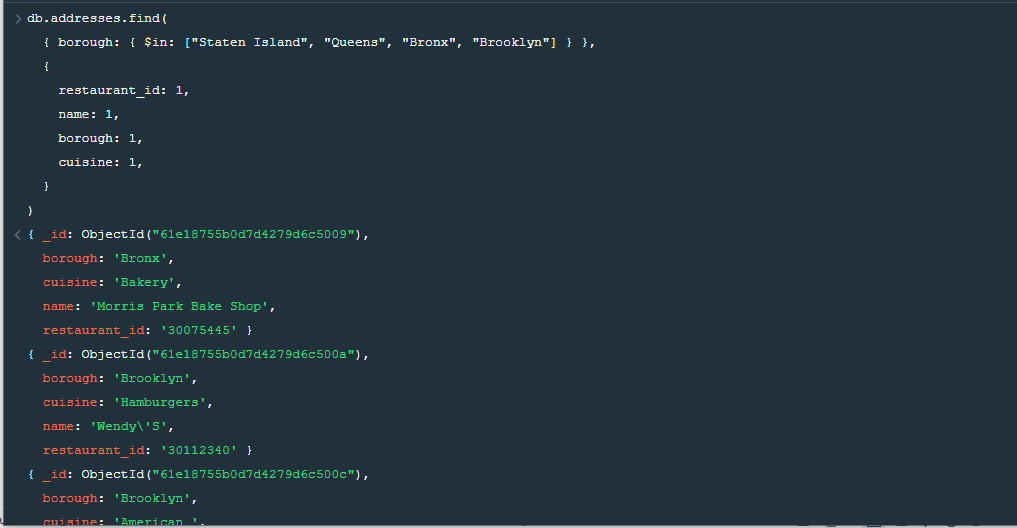 > db.addresses.find(
{ borough: { $in: ["Staten Island", "Queens", "Bronx", "Brooklyn"] } },
{
restaurant_id: 1,
name: 1,
borough: 1,
cuisine: 1,
}
)
< { _id: ObjectId("61e18755b0d7d4279d6c5009"),
borough: 'Bronx',
cuisine: 'Bakery',
name: 'Morris Park Bake Shop',
restaurant_id: '30075445' }
{ _id: ObjectId("61e18755b0d7d4279d6c500a"),
borough: 'Brooklyn',
cuisine: 'Hamburgers',
name: 'Wendy\'S',
restaurant_id: '30112340' }
{ _id: ObjectId("61e18755b0d7d4279d6c500c"),
borough: 'Brooklyn',
cuisine: 'American ',